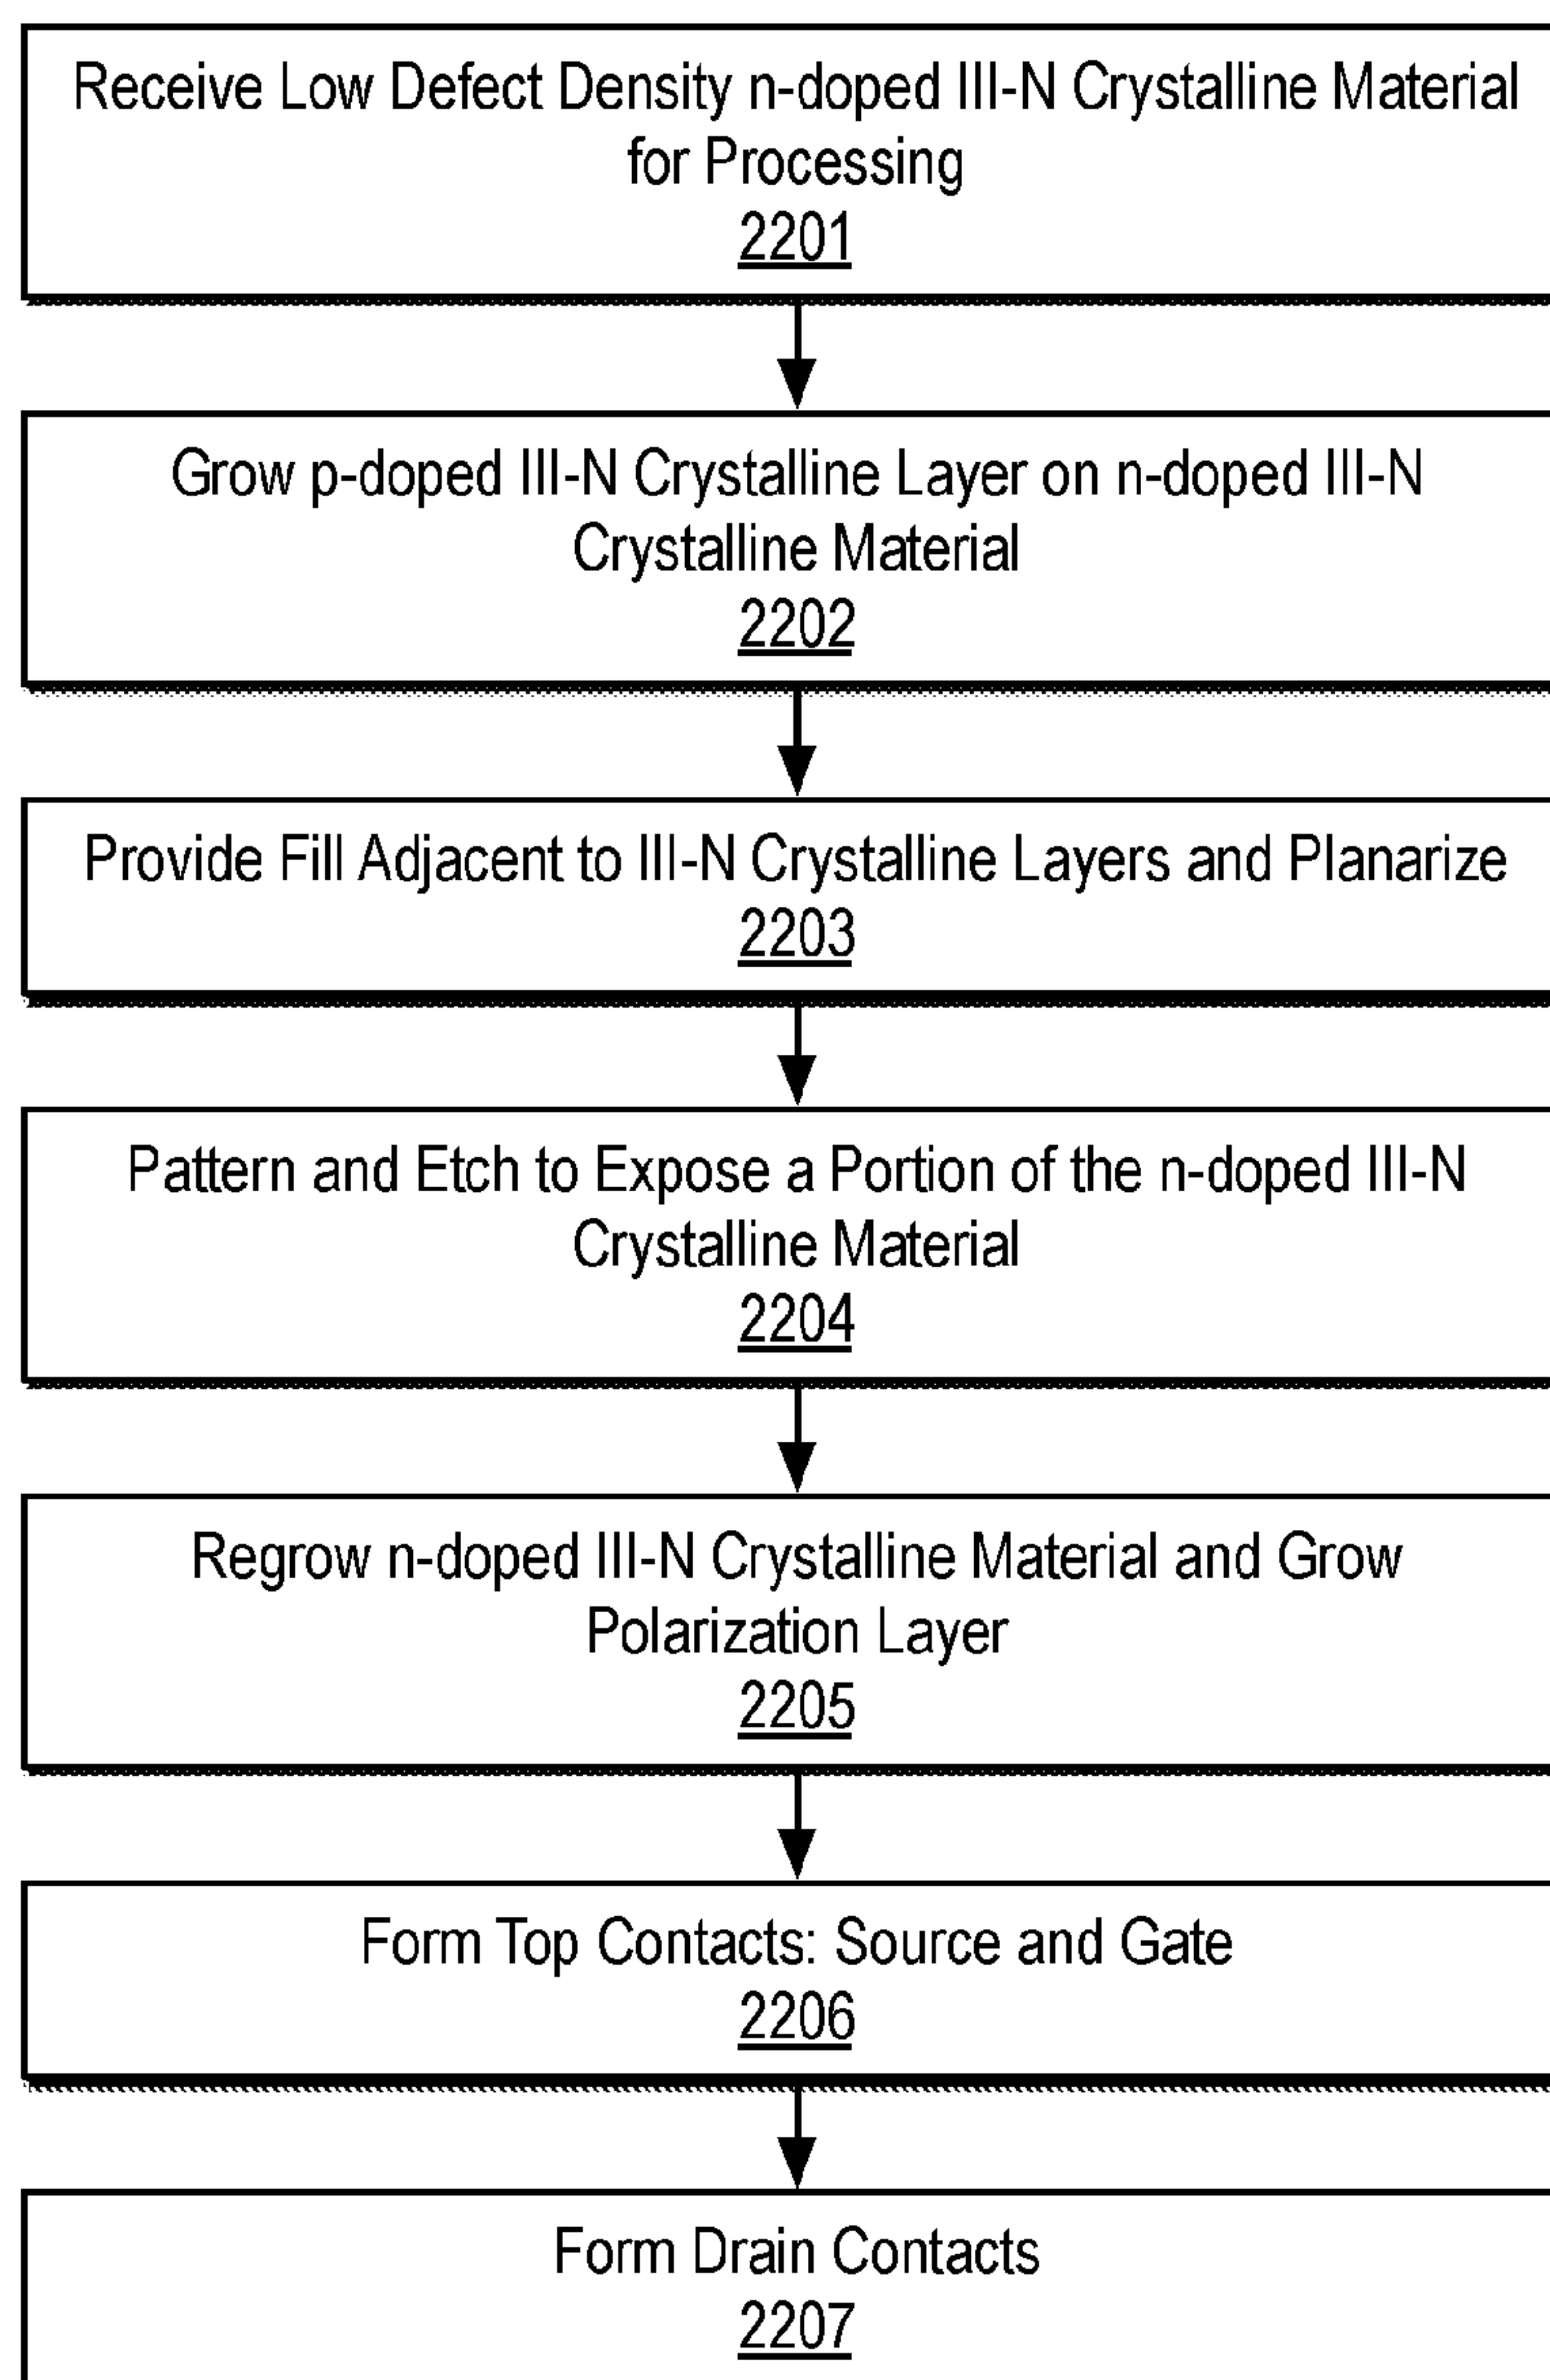 Receive Low Defect Density n-doped III-N Crystalline Material
for Processing
2201
Grow p-doped III-N Crystalline Layer on n-doped III-N
Crystalline Material
2202
Provide Fill Adjacent to III-N Crystalline Layers and Planarize
2203
Pattern and Etch to Expose a Portion of the n-doped III-N
Crystalline Material
2204
Regrow n-doped III-N Crystalline Material and Grow
Polarization Layer
2205
Form Top Contacts: Source and Gate
2206
Form Drain Contacts
2207